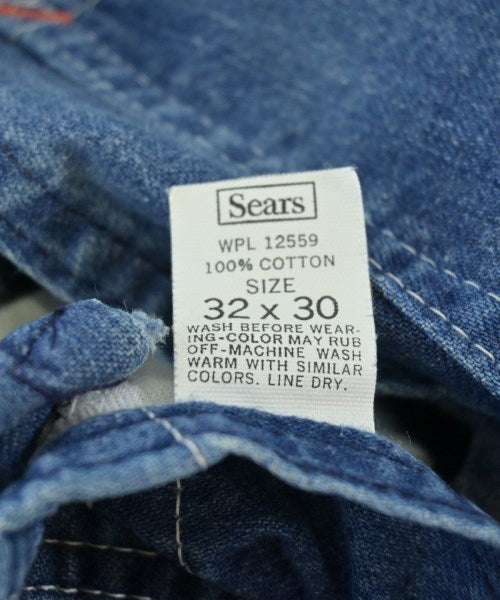 Sears
WPL 12559
100% COTTON
SIZE
32 x 30
WASH BEFORE WEAR-
ING-COLOR MAY RUB
OFF-MACHINE WASH
WARM WITH SIMILAR
COLORS. LINE DRY.